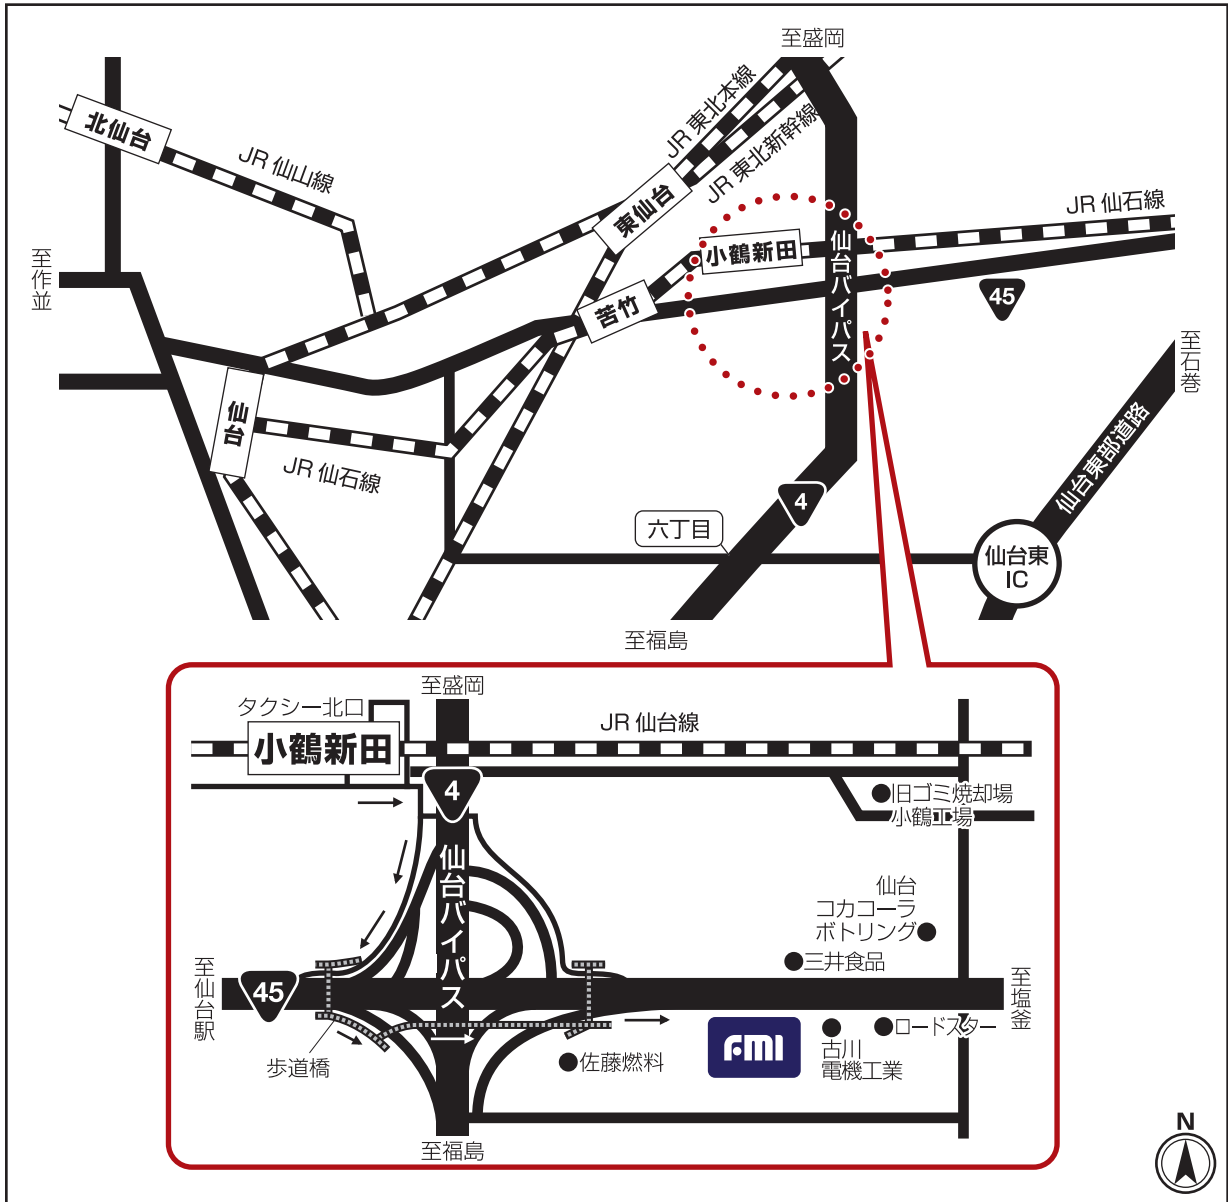 至盛岡
北仙台
JR 仙山線
JR 東北本線
JR 東北新幹線
東仙台
小鶴新田
JR 仙石線
至作並
苦竹
仙台バイパス
45
至石巻
仙台
JR 仙石線
仙台東部道路
4
六丁目
仙台東
IC
至福島
至盛岡
タクシー北口
小鶴新田
JR 仙台線
4
旧ゴミ焼却場
小鶴工場
仙台バイパス
仙台
コカコーラ
ボトリング
三井食品
至仙台駅
45
至塩釜
ロードスター
FMI
古川
電機工業
歩道橋
佐藤燃料
至福島
N